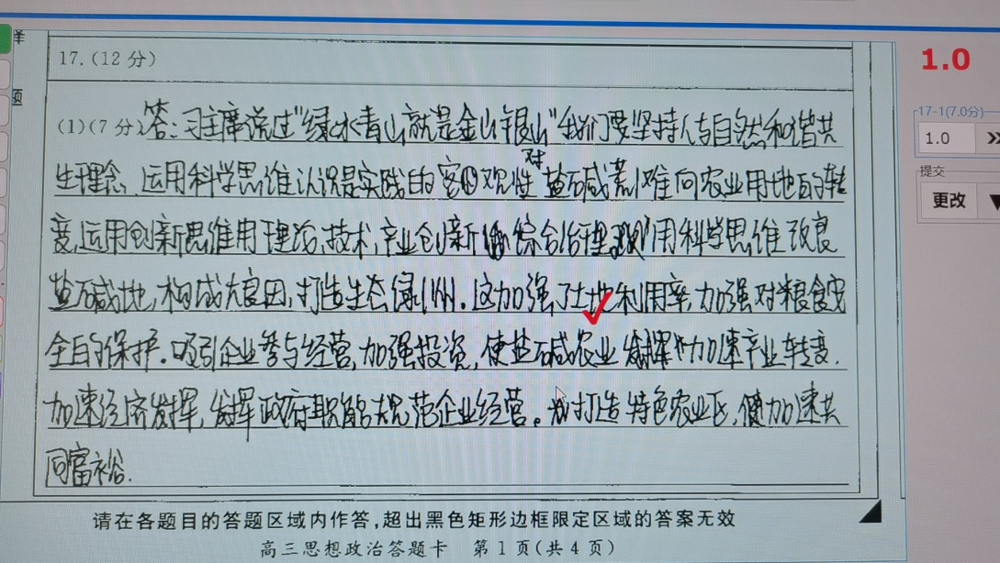 17.(12分)
1.0
(1)(7分)答:习主席说过"绿水青山就是金山银山"我们要坚持人与自然和谐共
17-1(7.0分)
1.0
对
生理念、运用科学思维认识是实践的客观性盐碱荒滩向农业用地的转
提交
更改
变,运用创新思维用理论,技术,产业创新综合治理用科学思维改良
盐碱地,构成大良田,打造生态绿洲.这加强了土地利用率,加强对粮食安
全的保护.吸引企业参与经营,加强投资,使盐碱农业发挥加速产业转变.
加速经济发挥,发挥政府职能规范企业经营。打造特色农业区,加速共
同富裕.
请在各题目的答题区域内作答,超出黑色矩形边框限定区域的答案无效
高三思想政治答题卡 第1页(共4页)